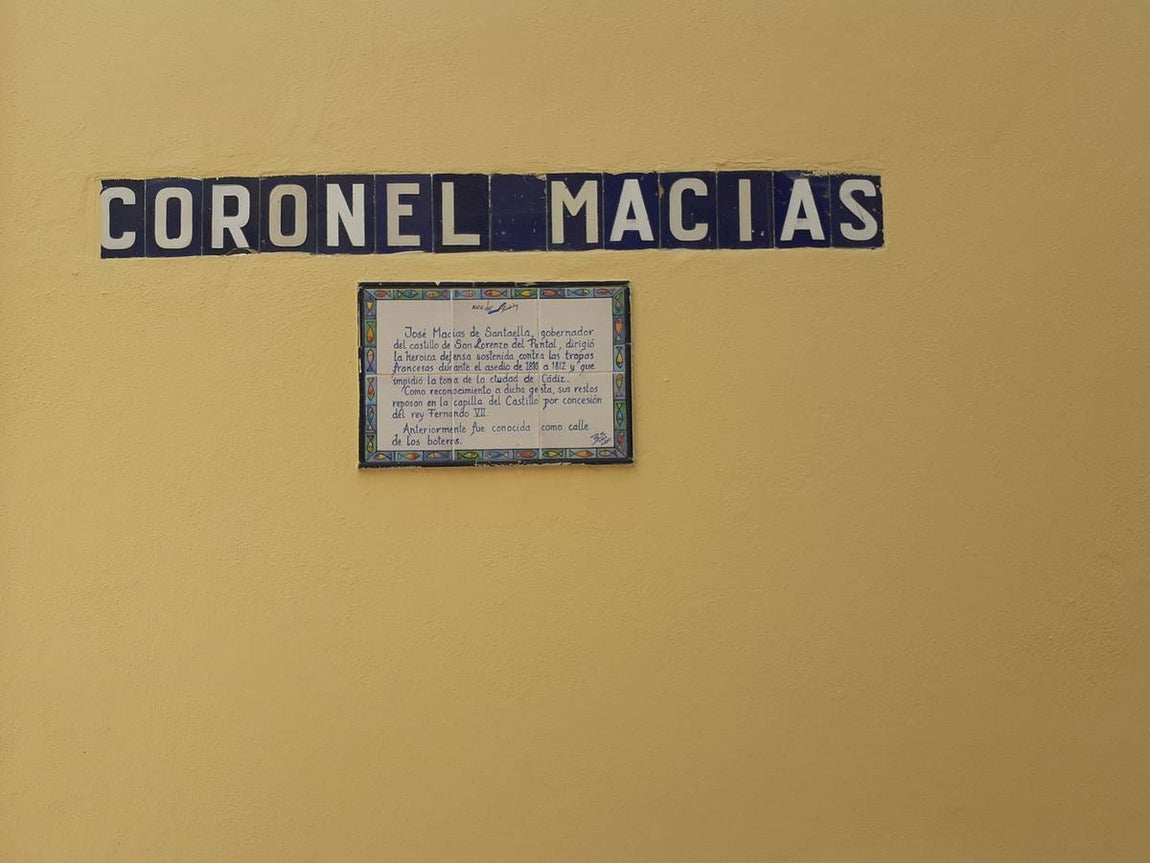 CORONEL MACIAS
José Macías de Santaella, gobernador
del castillo de San Lorenzo del Puntal, dirigió
la heroica defensa sostenida contra las tropas
francesas durante el asedio de 1810 a 1812 y que
impidió la toma de la ciudad de Cádiz.
Como reconocimiento a dicha gesta, sus restos
reposan en la capilla del Castillo por concesión
del rey Fernando VII.
Anteriormente fue conocida como calle
de los boteros.